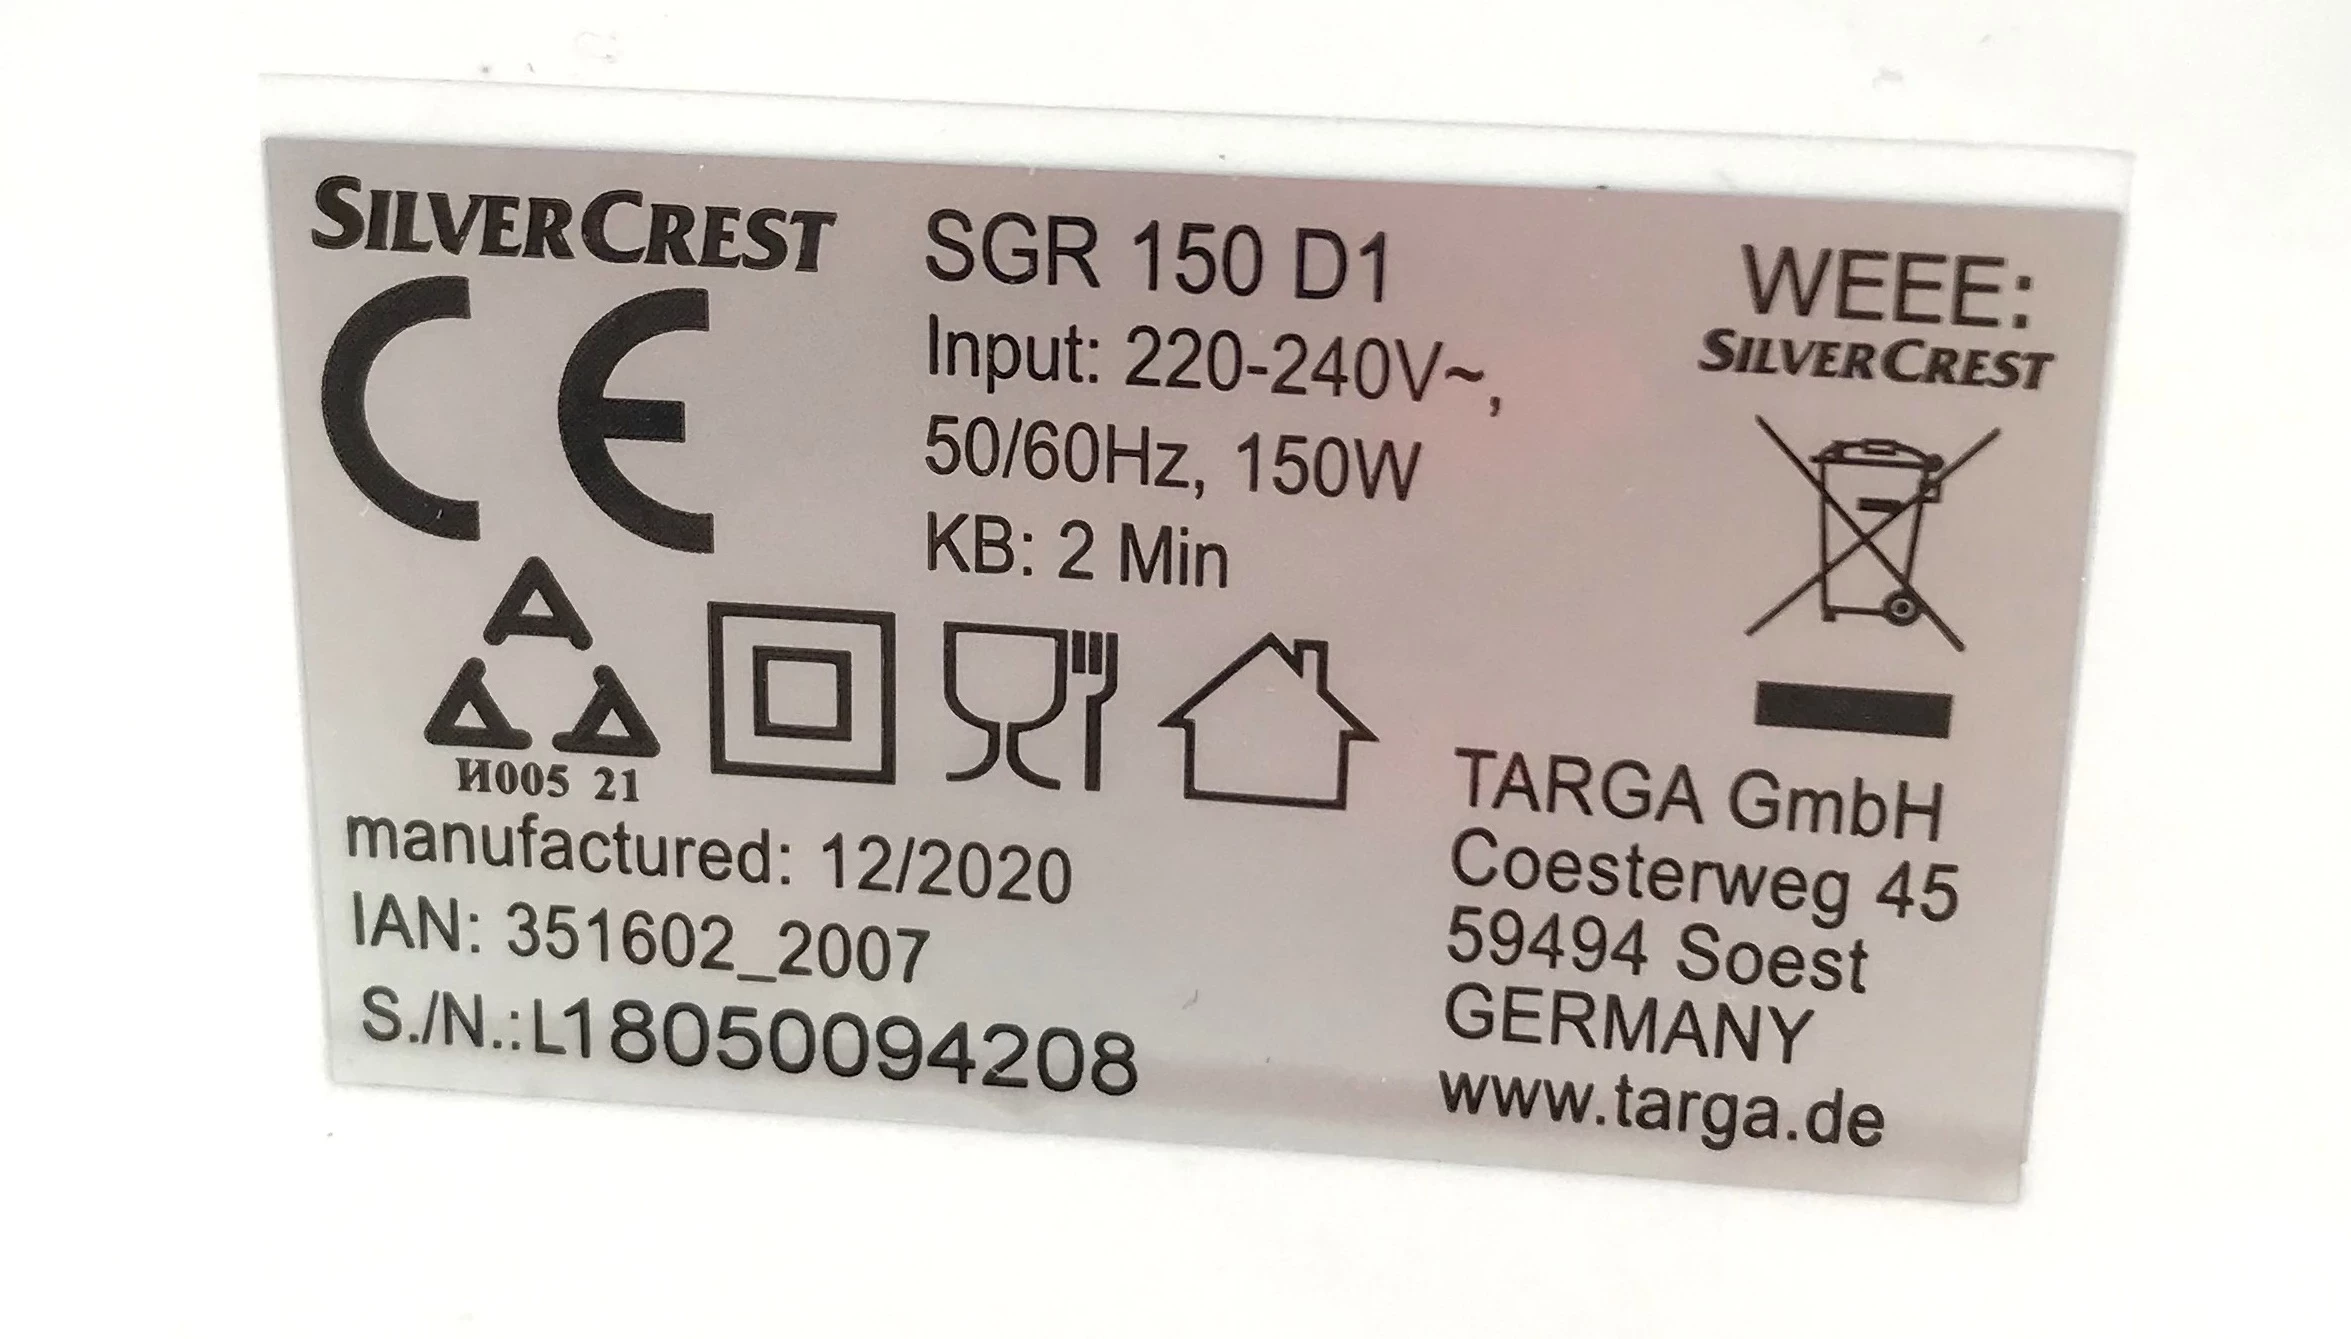 SILVERCREST
SGR 150 D1
Input: 220-240V~,
50/60Hz, 150W
KB: 2 Min
WEEE:
SILVERCREST
CE
И005 21
manufactured: 12/2020
IAN: 351602_2007
S./N.:L18050094208
TARGA GmbH
Coesterweg 45
59494 Soest
GERMANY
www.targa.de